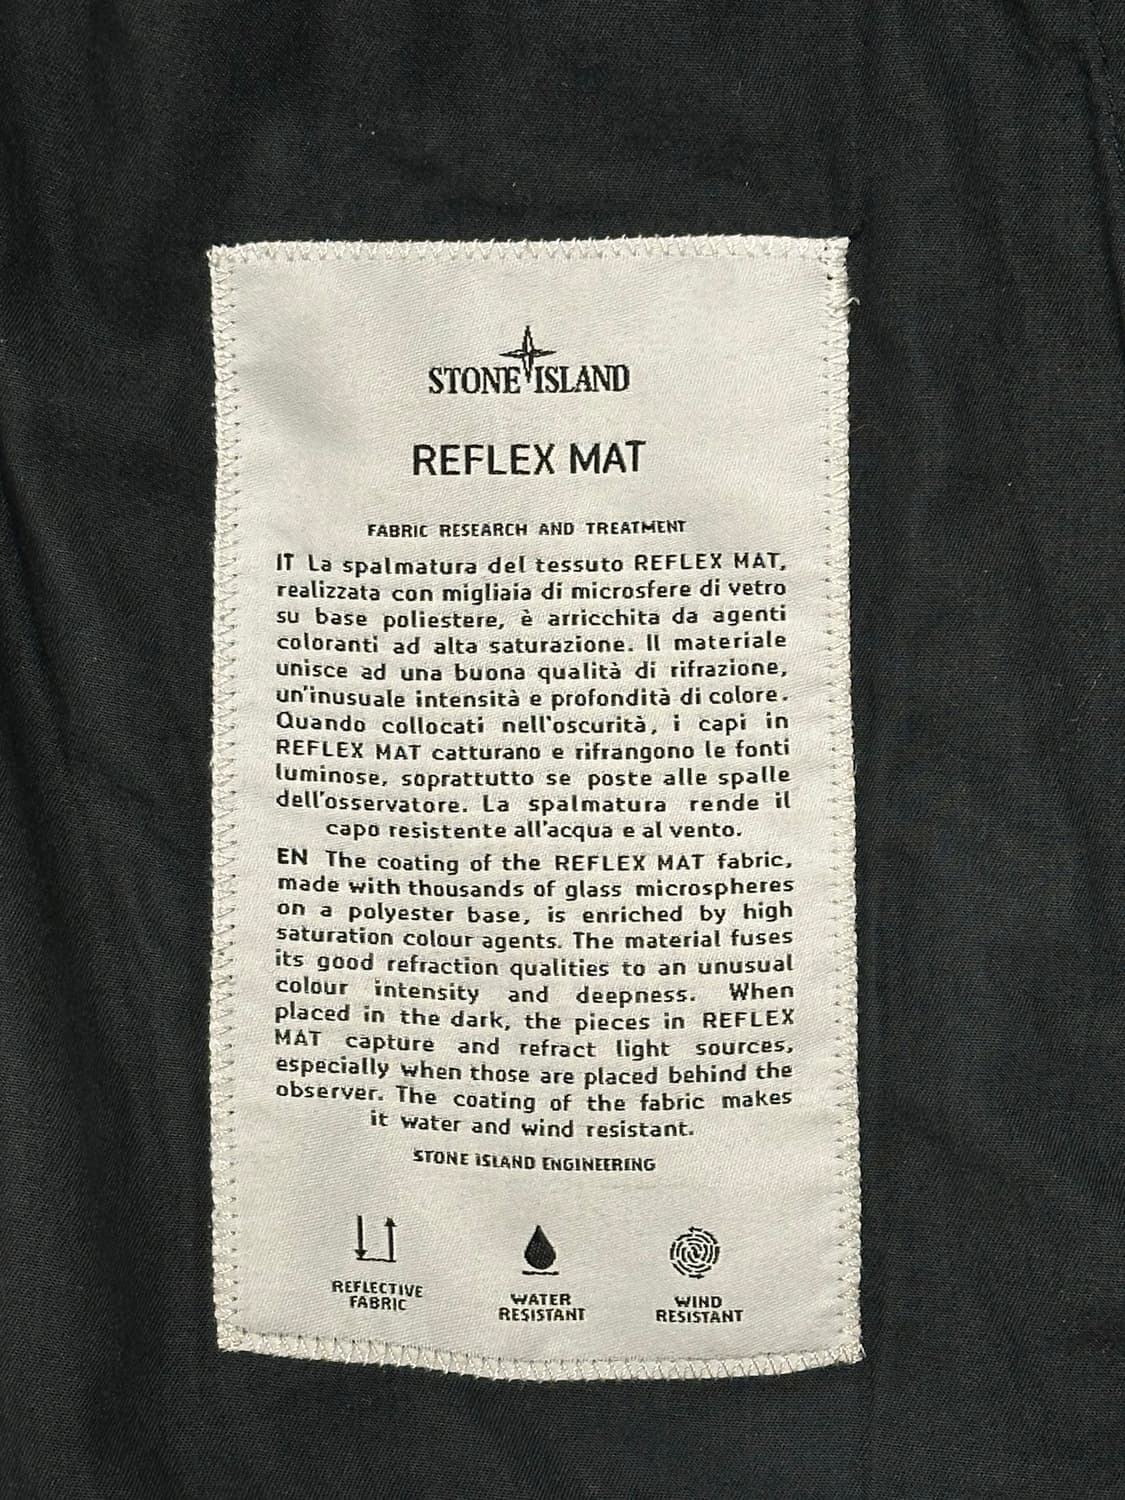 STONE ISLAND
REFLEX MAT
FABRIC RESEARCH AND TREATMENT
IT La spalmatura del tessuto REFLEX MAT,
realizzata con migliaia di microsfere di vetro
su base poliestere, è arricchita da agenti
coloranti ad alta saturazione. Il materiale
unisce ad una buona qualità di rifrazione,
un'inusuale intensità e profondità di colore.
Quando collocati nell'oscurità, i capi in
REFLEX MAT catturano e rifrangono le fonti
luminose, soprattutto se poste alle spalle
dell'osservatore. La spalmatura rende il
capo resistente all'acqua e al vento.
EN The coating of the REFLEX MAT fabric,
made with thousands of glass microspheres
on a polyester base, is enriched by high
saturation colour agents. The material fuses
its good refraction qualities to an unusual
colour intensity and deepness. When
placed in the dark, the pieces in REFLEX
MAT capture and refract light sources,
especially when those are placed behind the
observer. The coating of the fabric makes
it water and wind resistant.
STONE ISLAND ENGINEERING
REFLECTIVE
FABRIC
WATER
RESISTANT
WIND
RESISTANT